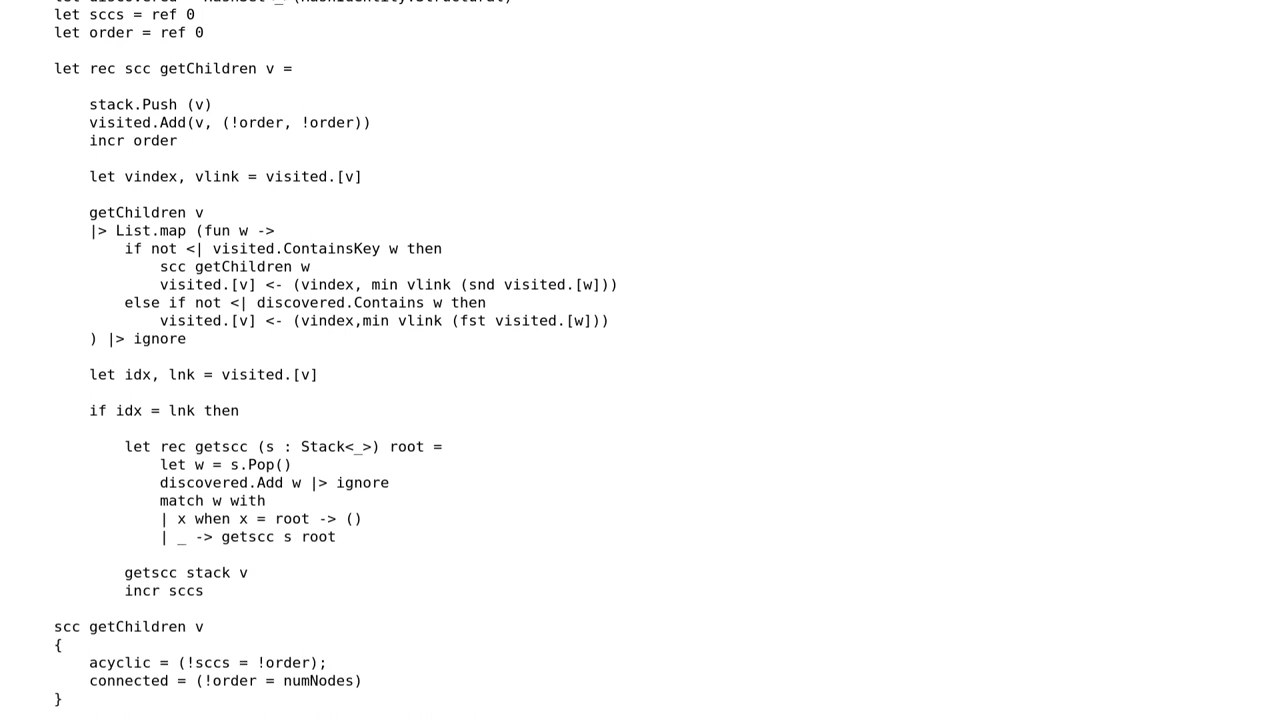 let sccs = ref 0
let order = ref 0
let rec scc getChildren v =
stack.Push (v)
visited.Add(v, (!order, !order))
incr order
let vindex, vlink = visited.[v]
getChildren v
|> List.map (fun w ->
if not <| visited.ContainsKey w then
scc getChildren w
visited.[v] <- (vindex, min vlink (snd visited.[w]))
else if not <| discovered.Contains w then
visited.[v] <- (vindex,min vlink (fst visited.[w]))
) |> ignore
let idx, lnk = visited.[v]
if idx = lnk then
let rec getscc (s : Stack<_>) root =
let w = s.Pop()
discovered.Add w |> ignore
match w with
| x when x = root -> ()
| _ -> getscc s root
getscc stack v
incr sccs
scc getChildren v
{
acyclic = (!sccs = !order);
connected = (!order = numNodes)
}